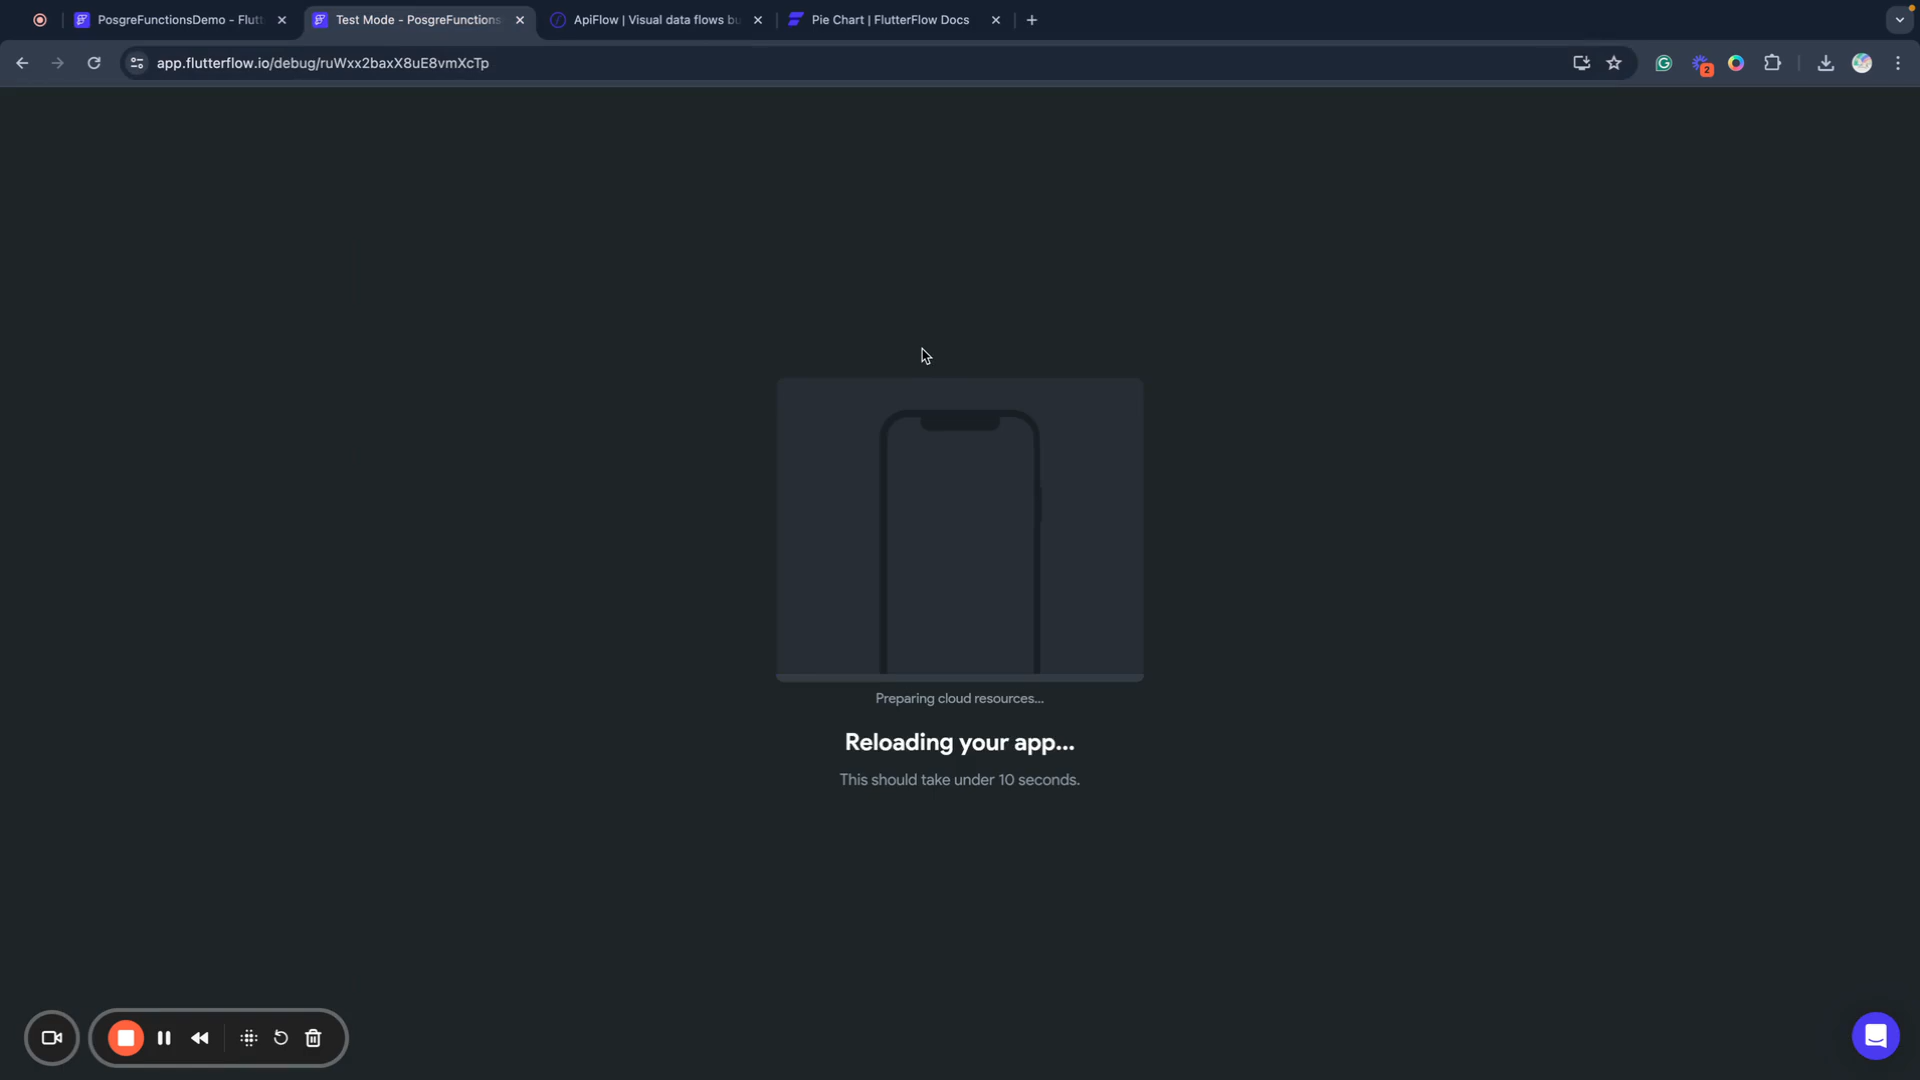 PosgreFunctionsDemo - Flutt
Test Mode - PosgreFunctions
ApiFlow | Visual data flows bu
Pie Chart | FlutterFlow Docs
app.flutterflow.io/debug/ruWxx2baxX8uE8vmXcTp
2
Preparing cloud resources...
Reloading your app...
This should take under 10 seconds.